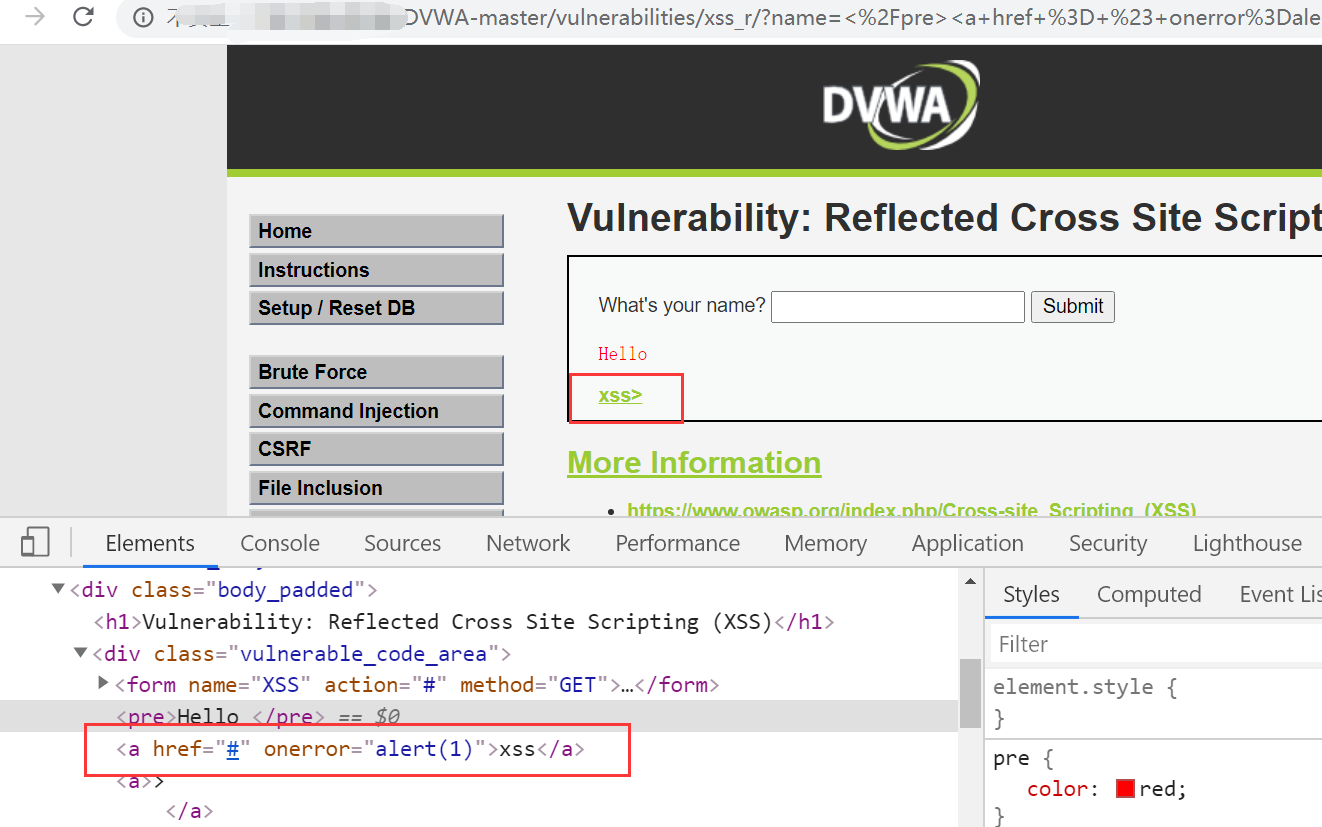 DVWA-master/vulnerabilities/xss_r/?name=<%2Fpre><a+href+%3D+%23+onerror%3Dale
DVWA
Home
Instructions
Setup / Reset DB
Brute Force
Command Injection
CSRF
File Inclusion
Vulnerability: Reflected Cross Site Script
What's your name?
Submit
Hello
xss>
More Information
https://www.owasp.org/index.php/Cross-site_Scripting_(XSS)
Elements
Console
Sources
Network
Performance
Memory
Application
Security
Lighthouse
<div class="body_padded">
<h1>Vulnerability: Reflected Cross Site Scripting (XSS)</h1>
<div class="vulnerable_code_area">
<form name="XSS" action="#" method="GET">…</form>
<pre>Hello </pre> == $0
<a href="#" onerror="alert(1)">xss</a>
<a>>
</a>
Styles
Computed
Event Lis
Filter
element.style {
}
pre {
color: red;
}